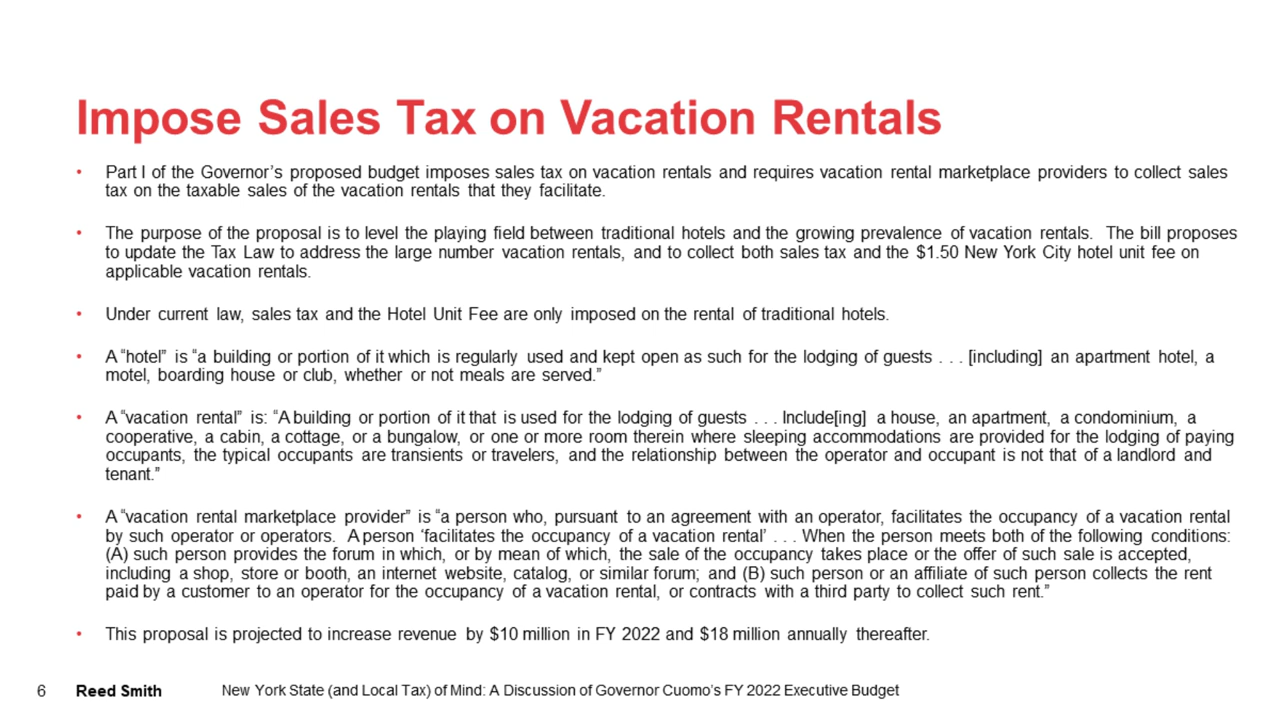 Impose Sales Tax on Vacation Rentals
• Part I of the Governor’s proposed budget imposes sales tax on vacation rentals and requires vacation rental marketplace providers to collect sales
tax on the taxable sales of the vacation rentals that they facilitate.
• The purpose of the proposal is to level the playing field between traditional hotels and the growing prevalence of vacation rentals. The bill proposes
to update the Tax Law to address the large number vacation rentals, and to collect both sales tax and the $1.50 New York City hotel unit fee on
applicable vacation rentals.
• Under current law, sales tax and the Hotel Unit Fee are only imposed on the rental of traditional hotels.
• A “hotel” is “a building or portion of it which is regularly used and kept open as such for the lodging of guests . . . [including] an apartment hotel, a
motel, boarding house or club, whether or not meals are served.”
• A “vacation rental” is: “A building or portion of it that is used for the lodging of guests . . . Include[ing] a house, an apartment, a condominium, a
cooperative, a cabin, a cottage, or a bungalow, or one or more room therein where sleeping accommodations are provided for the lodging of paying
occupants, the typical occupants are transients or travelers, and the relationship between the operator and occupant is not that of a landlord and
tenant.”
• A “vacation rental marketplace provider” is “a person who, pursuant to an agreement with an operator, facilitates the occupancy of a vacation rental
by such operator or operators. A person ‘facilitates the occupancy of a vacation rental’ . . . When the person meets both of the following conditions:
(A) such person provides the forum in which, or by mean of which, the sale of the occupancy takes place or the offer of such sale is accepted,
including a shop, store or booth, an internet website, catalog, or similar forum; and (B) such person or an affiliate of such person collects the rent
paid by a customer to an operator for the occupancy of a vacation rental, or contracts with a third party to collect such rent.”
• This proposal is projected to increase revenue by $10 million in FY 2022 and $18 million annually thereafter.
6 Reed Smith New York State (and Local Tax) of Mind: A Discussion of Governor Cuomo’s FY 2022 Executive Budget